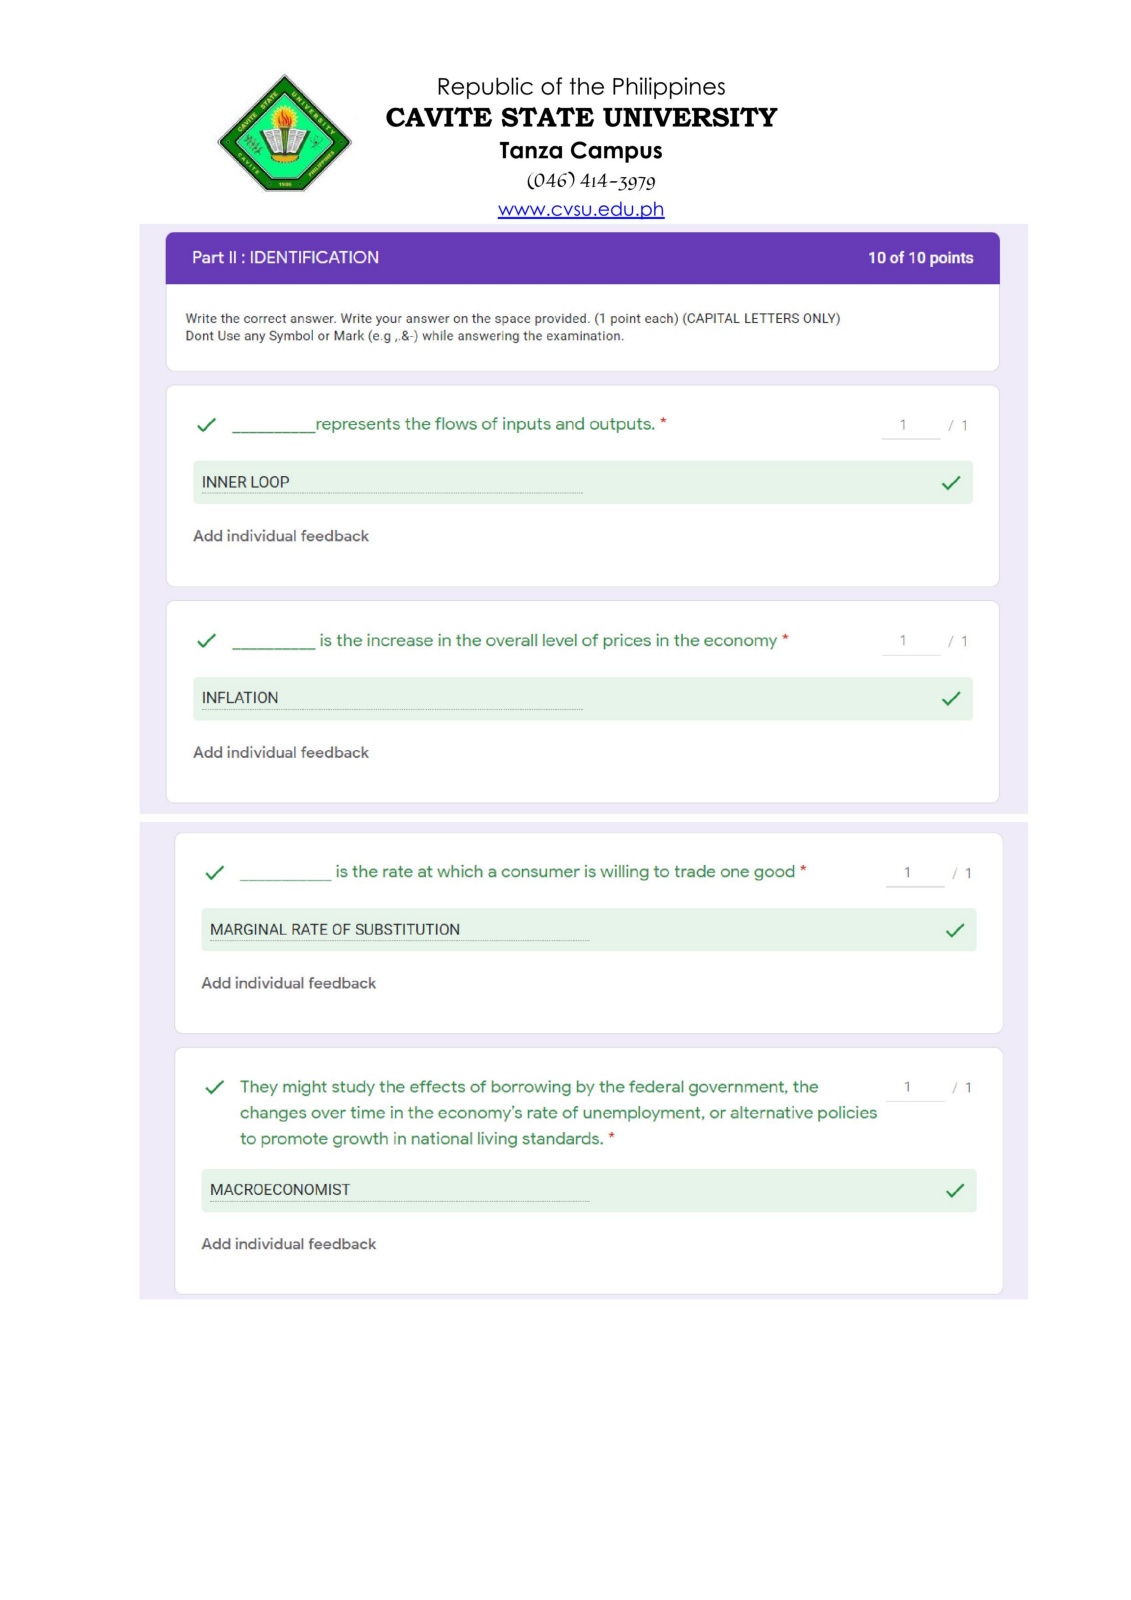 Republic of the Philippines
CAVITE STATE UNIVERSITY
Tanza Campus
(046) 414-3979
www.cvsu.edu.ph
CAVITE STATE UNIVERSITY
CAVITE
PHILIPPINES
1906
Part II : IDENTIFICATION 10 of 10 points
Write the correct answer. Write your answer on the space provided. (1 point each) (CAPITAL LETTERS ONLY)
Dont Use any Symbol or Mark (e.g ,.&-) while answering the examination.
__________represents the flows of inputs and outputs. * 1 / 1
INNER LOOP
Add individual feedback
__________ is the increase in the overall level of prices in the economy * 1 / 1
INFLATION
Add individual feedback
___________ is the rate at which a consumer is willing to trade one good * 1 / 1
MARGINAL RATE OF SUBSTITUTION
Add individual feedback
They might study the effects of borrowing by the federal government, the 1 / 1
changes over time in the economy's rate of unemployment, or alternative policies
to promote growth in national living standards. *
MACROECONOMIST
Add individual feedback